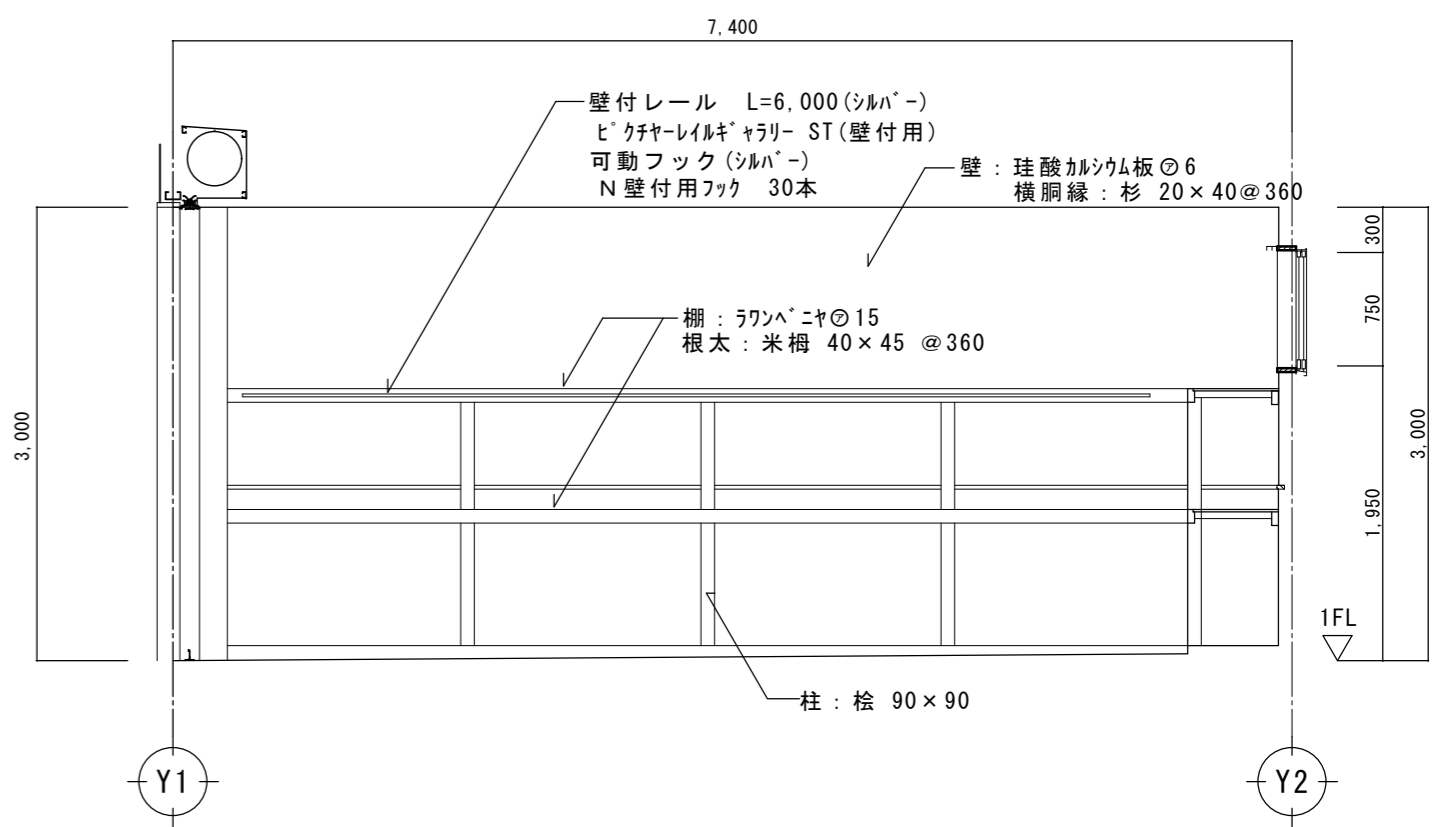 7,400
壁付レール L=6,000(ｼﾙﾊﾞｰ)
ﾋﾟｸﾁﾔｰﾚｲﾙｷﾞｬﾗﾘｰ ST(壁付用)
可動フック(ｼﾙﾊﾞｰ)
N壁付用ﾌｯｸ 30本
壁：珪酸ｶﾙｼｳﾑ板㋐6
横胴縁：杉 20×40@360
300
750
棚：ﾗﾜﾝﾍﾞﾆﾔ㋐15
根太：米栂 40×45 @360
3,000
3,000
1,950
1FL
柱：桧 90×90
Y1
Y2